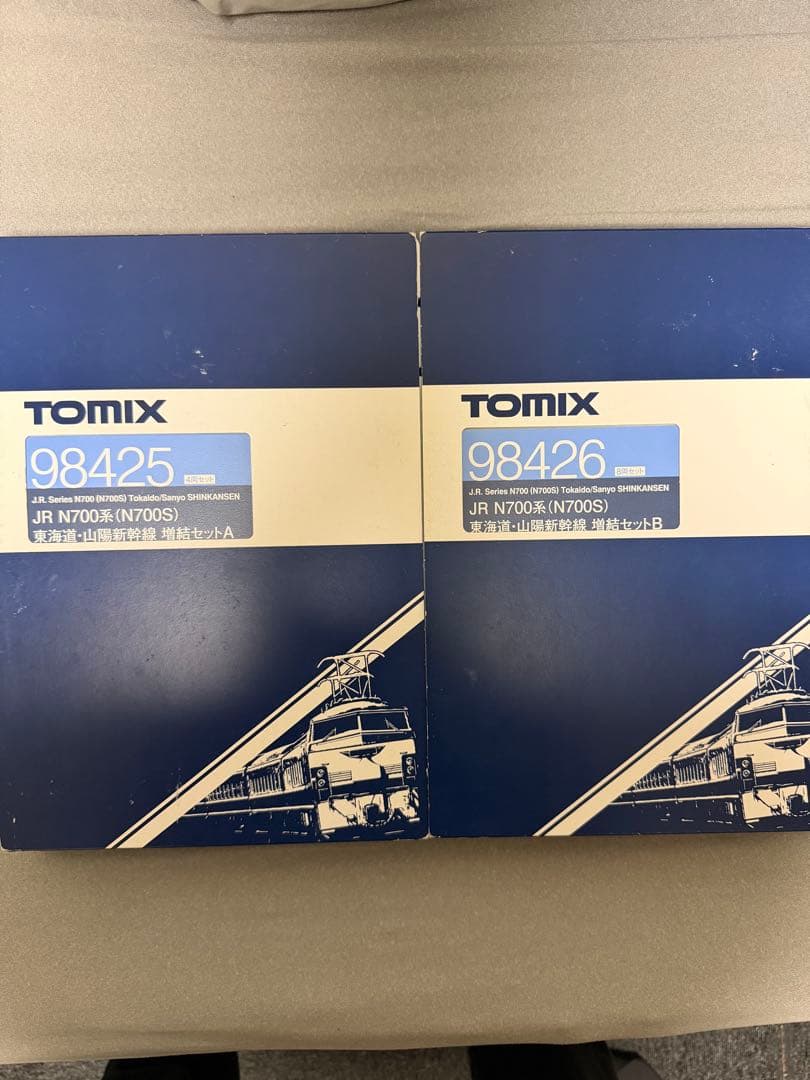 TOMIX
98425 4両セット
J.R. Series N700 (N700S) Tokaido/Sanyo SHINKANSEN
JR N700系(N700S)
東海道・山陽新幹線 増結セットA
TOMIX
98426 8両セット
J.R. Series N700 (N700S) Tokaido/Sanyo SHINKANSEN
JR N700系(N700S)
東海道・山陽新幹線 増結セットB